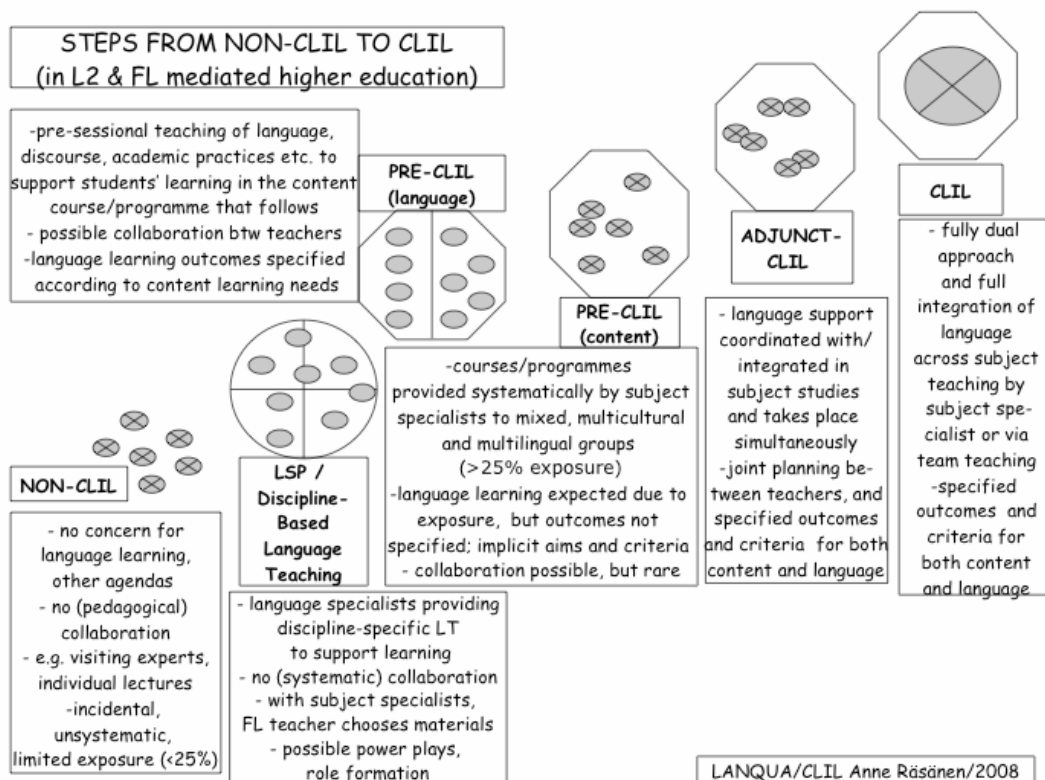 STEPS FROM NON-CLIL TO CLIL
(in L2 & FL mediated higher education)
-pre-sessional teaching of language,
discourse, academic practices etc. to
support students' learning in the content
course/programme that follows
- possible collaboration btw teachers
-language learning outcomes specified
according to content learning needs
NON-CLIL
- no concern for
language learning,
other agendas
- no (pedagogical)
collaboration
- e.g. visiting experts,
individual lectures
-incidental,
unsystematic,
limited exposure (<25%)
LSP /
Discipline-
Based
Language
Teaching
- language specialists providing
discipline-specific LT
to support learning
- no (systematic) collaboration
- with subject specialists,
FL teacher chooses materials
- possible power plays,
role formation
PRE-CLIL
(language)
PRE-CLIL
(content)
-courses/programmes
provided systematically by subject
specialists to mixed, multicultural
and multilingual groups
(>25% exposure)
-language learning expected due to
exposure, but outcomes not
specified; implicit aims and criteria
- collaboration possible, but rare
ADJUNCT-
CLIL
- language support
coordinated with/
integrated in
subject studies
and takes place
simultaneously
-joint planning be-
tween teachers, and
specified outcomes
and criteria for both
content and language
CLIL
- fully dual
approach
and full
integration of
language
across subject
teaching by
subject spe-
cialist or via
team teaching
-specified
outcomes and
criteria for
both content
and language
LANQUA/CLIL Anne Räsänen/2008